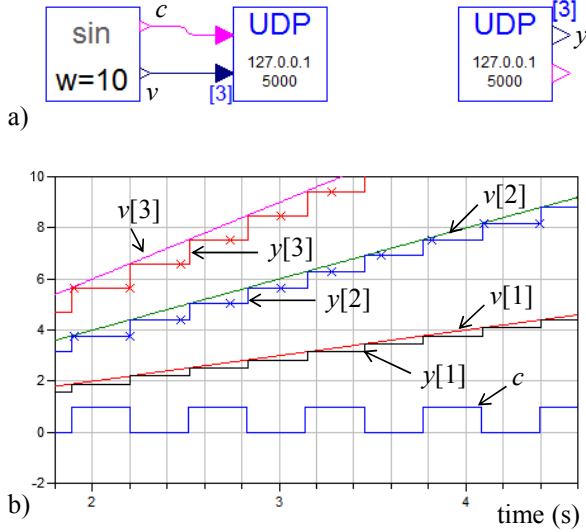 a)
sin
w=10
c
v
[3]
UDP
127.0.0.1
5000
UDP
127.0.0.1
5000
[3]
y
b)
10
8
6
4
2
0
-2
v[3]
y[3]
v[2]
y[2]
v[1]
y[1]
c
2
3
4
time (s)